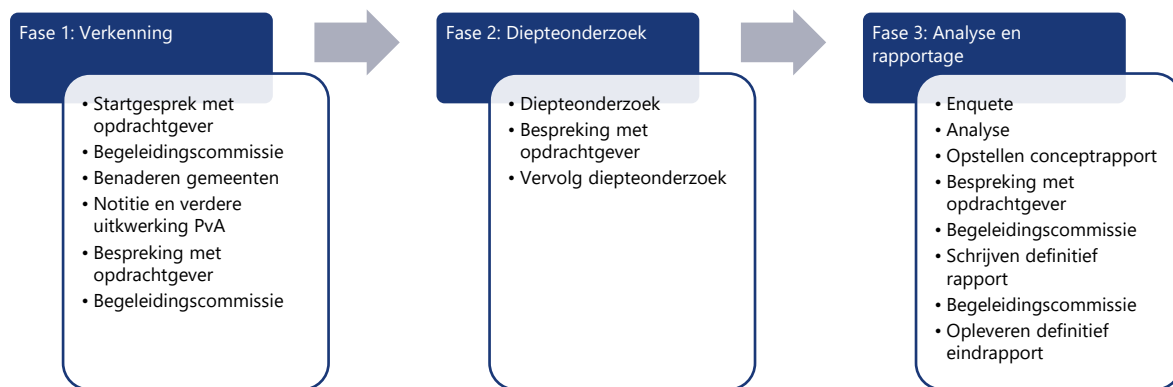 Fase 1: Verkenning
• Startgesprek met
opdrachtgever
• Begeleidingscommissie
• Benaderen gemeenten
• Notitie en verdere
uitkwerking PvA
• Bespreking met
opdrachtgever
• Begeleidingscommissie
Fase 2: Diepteonderzoek
• Diepteonderzoek
• Bespreking met
opdrachtgever
• Vervolg diepteonderzoek
Fase 3: Analyse en
rapportage
• Enquete
• Analyse
• Opstellen conceptrapport
• Bespreking met
opdrachtgever
• Begeleidingscommissie
• Schrijven definitief
rapport
• Begeleidingscommissie
• Opleveren definitief
eindrapport